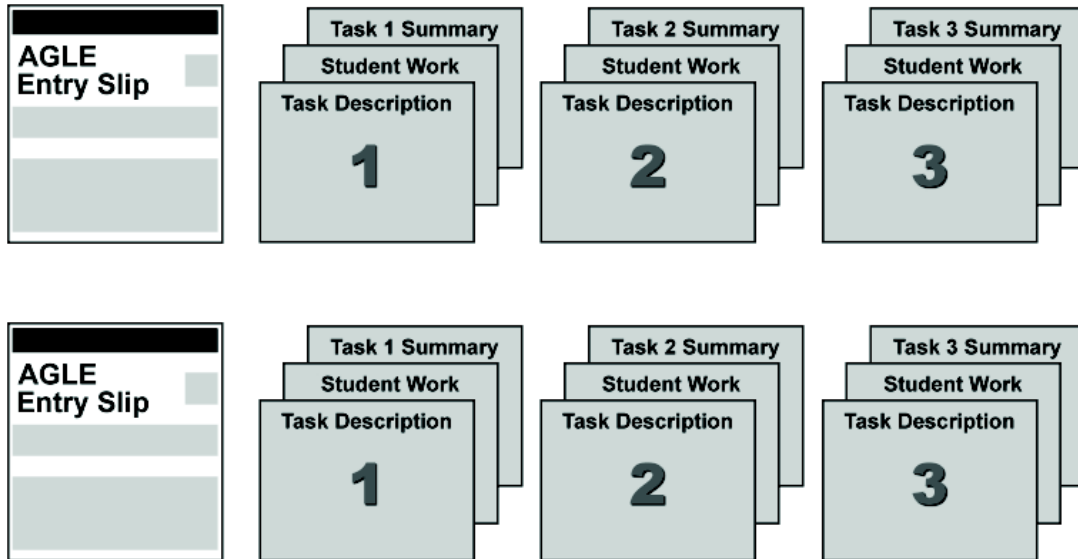 AGLE
Entry Slip
Task 1 Summary
Student Work
Task Description
1
Task 2 Summary
Student Work
Task Description
2
Task 3 Summary
Student Work
Task Description
3
AGLE
Entry Slip
Task 1 Summary
Student Work
Task Description
1
Task 2 Summary
Student Work
Task Description
2
Task 3 Summary
Student Work
Task Description
3